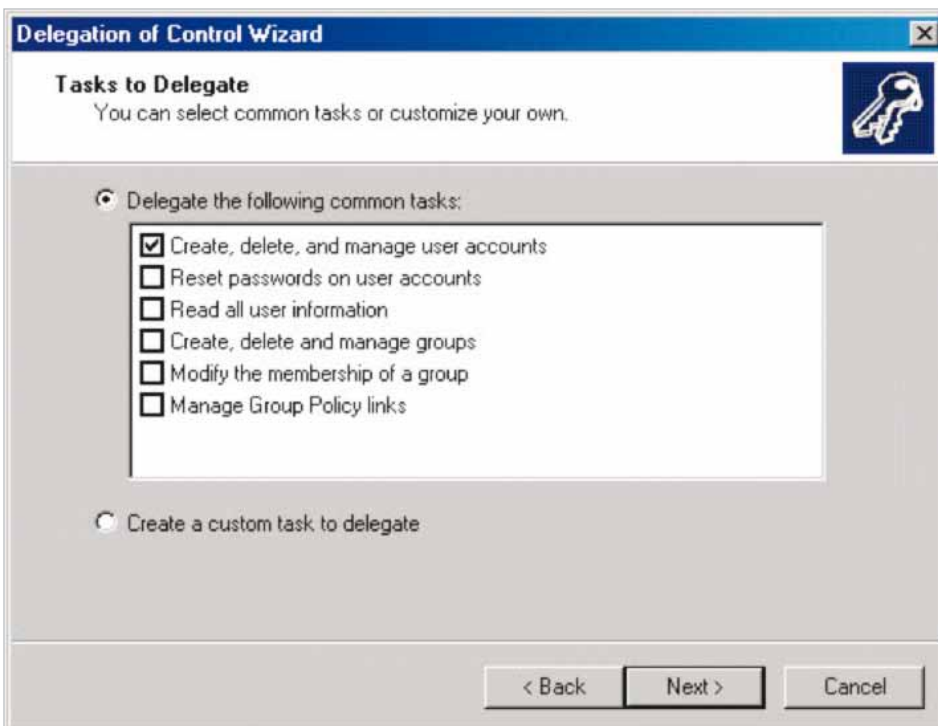 Delegation of Control Wizard
Tasks to Delegate
You can select common tasks or customize your own.
Delegate the following common tasks:
Create, delete, and manage user accounts
Reset passwords on user accounts
Read all user information
Create, delete and manage groups
Modify the membership of a group
Manage Group Policy links
Create a custom task to delegate
< Back
Next >
Cancel